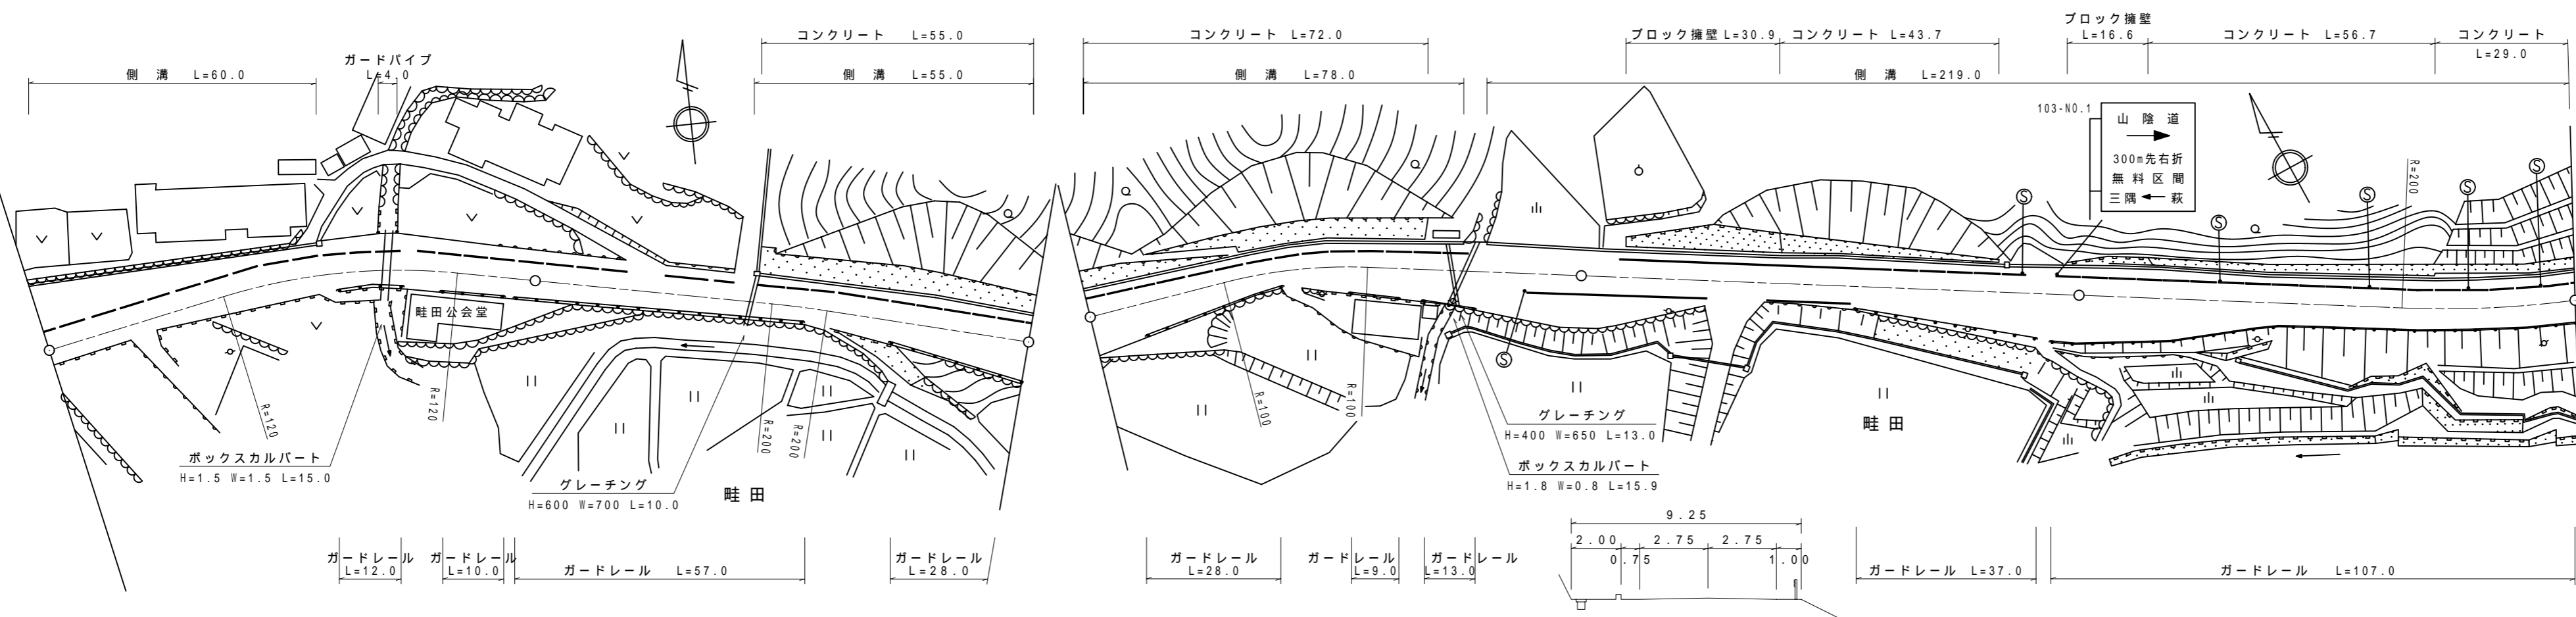 ブロック擁壁
コンクリート L=55.0
コンクリート L=72.0
ブロック擁壁 L=30.9
コンクリート L=43.7
L=16.6
コンクリート L=56.7
コンクリート
L=29.0
ガードパイプ
L=4.0
側 溝 L=60.0
側 溝 L=55.0
側 溝 L=78.0
側 溝 L=219.0
103-NO.1
山 陰 道
300m先右折
無 料 区 間
三隅 萩
R=200
S
S
S
S
S
S
畦田公会堂
R=120
R=120
R=200
R=200
R=100
R=100
ボックスカルバート
H=1.5 W=1.5 L=15.0
グレーチング
H=600 W=700 L=10.0
畦 田
グレーチング
H=400 W=650 L=13.0
ボックスカルバート
H=1.8 W=0.8 L=15.9
畦 田
9.25
2.00
0.75
2.75
2.75
1.00
ガードレール
L=12.0
ガードレール
L=10.0
ガードレール L=57.0
ガードレール
L=28.0
ガードレール
L=28.0
ガードレール
L=9.0
ガードレール
L=13.0
ガードレール L=37.0
ガードレール L=107.0